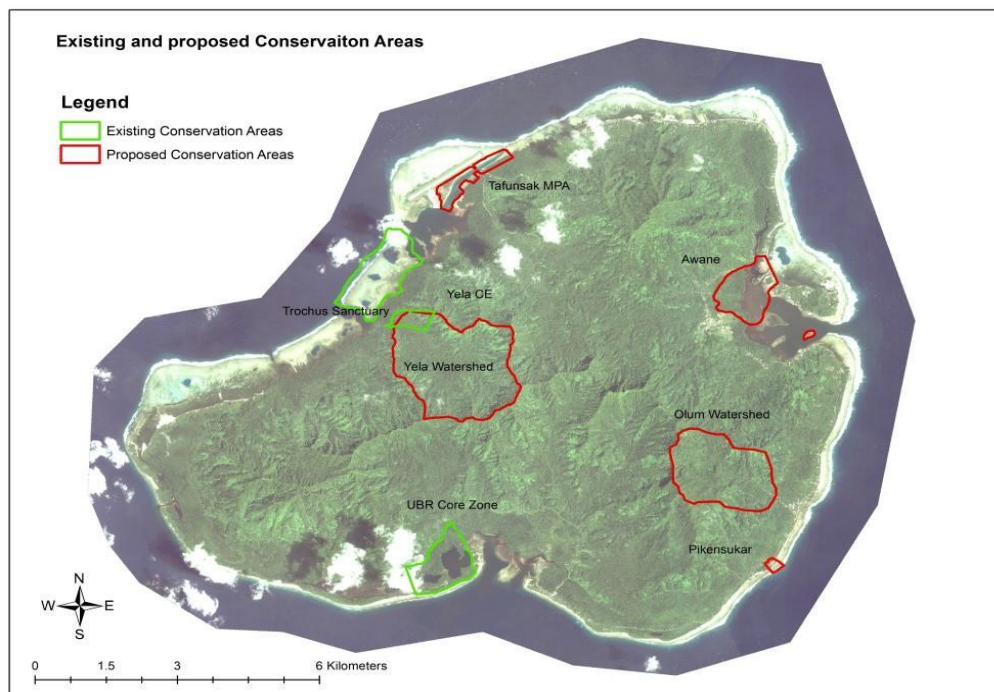 Existing and proposed Conservaiton Areas
Legend
Existing Conservation Areas
Proposed Conservation Areas
Tafunsak MPA
Awane
Yela CE
Trochus Sanctuary
Yela Watershed
Olum Watershed
UBR Core Zone
Pikensukar
N
W E
S
0 1.5 3 6 Kilometers